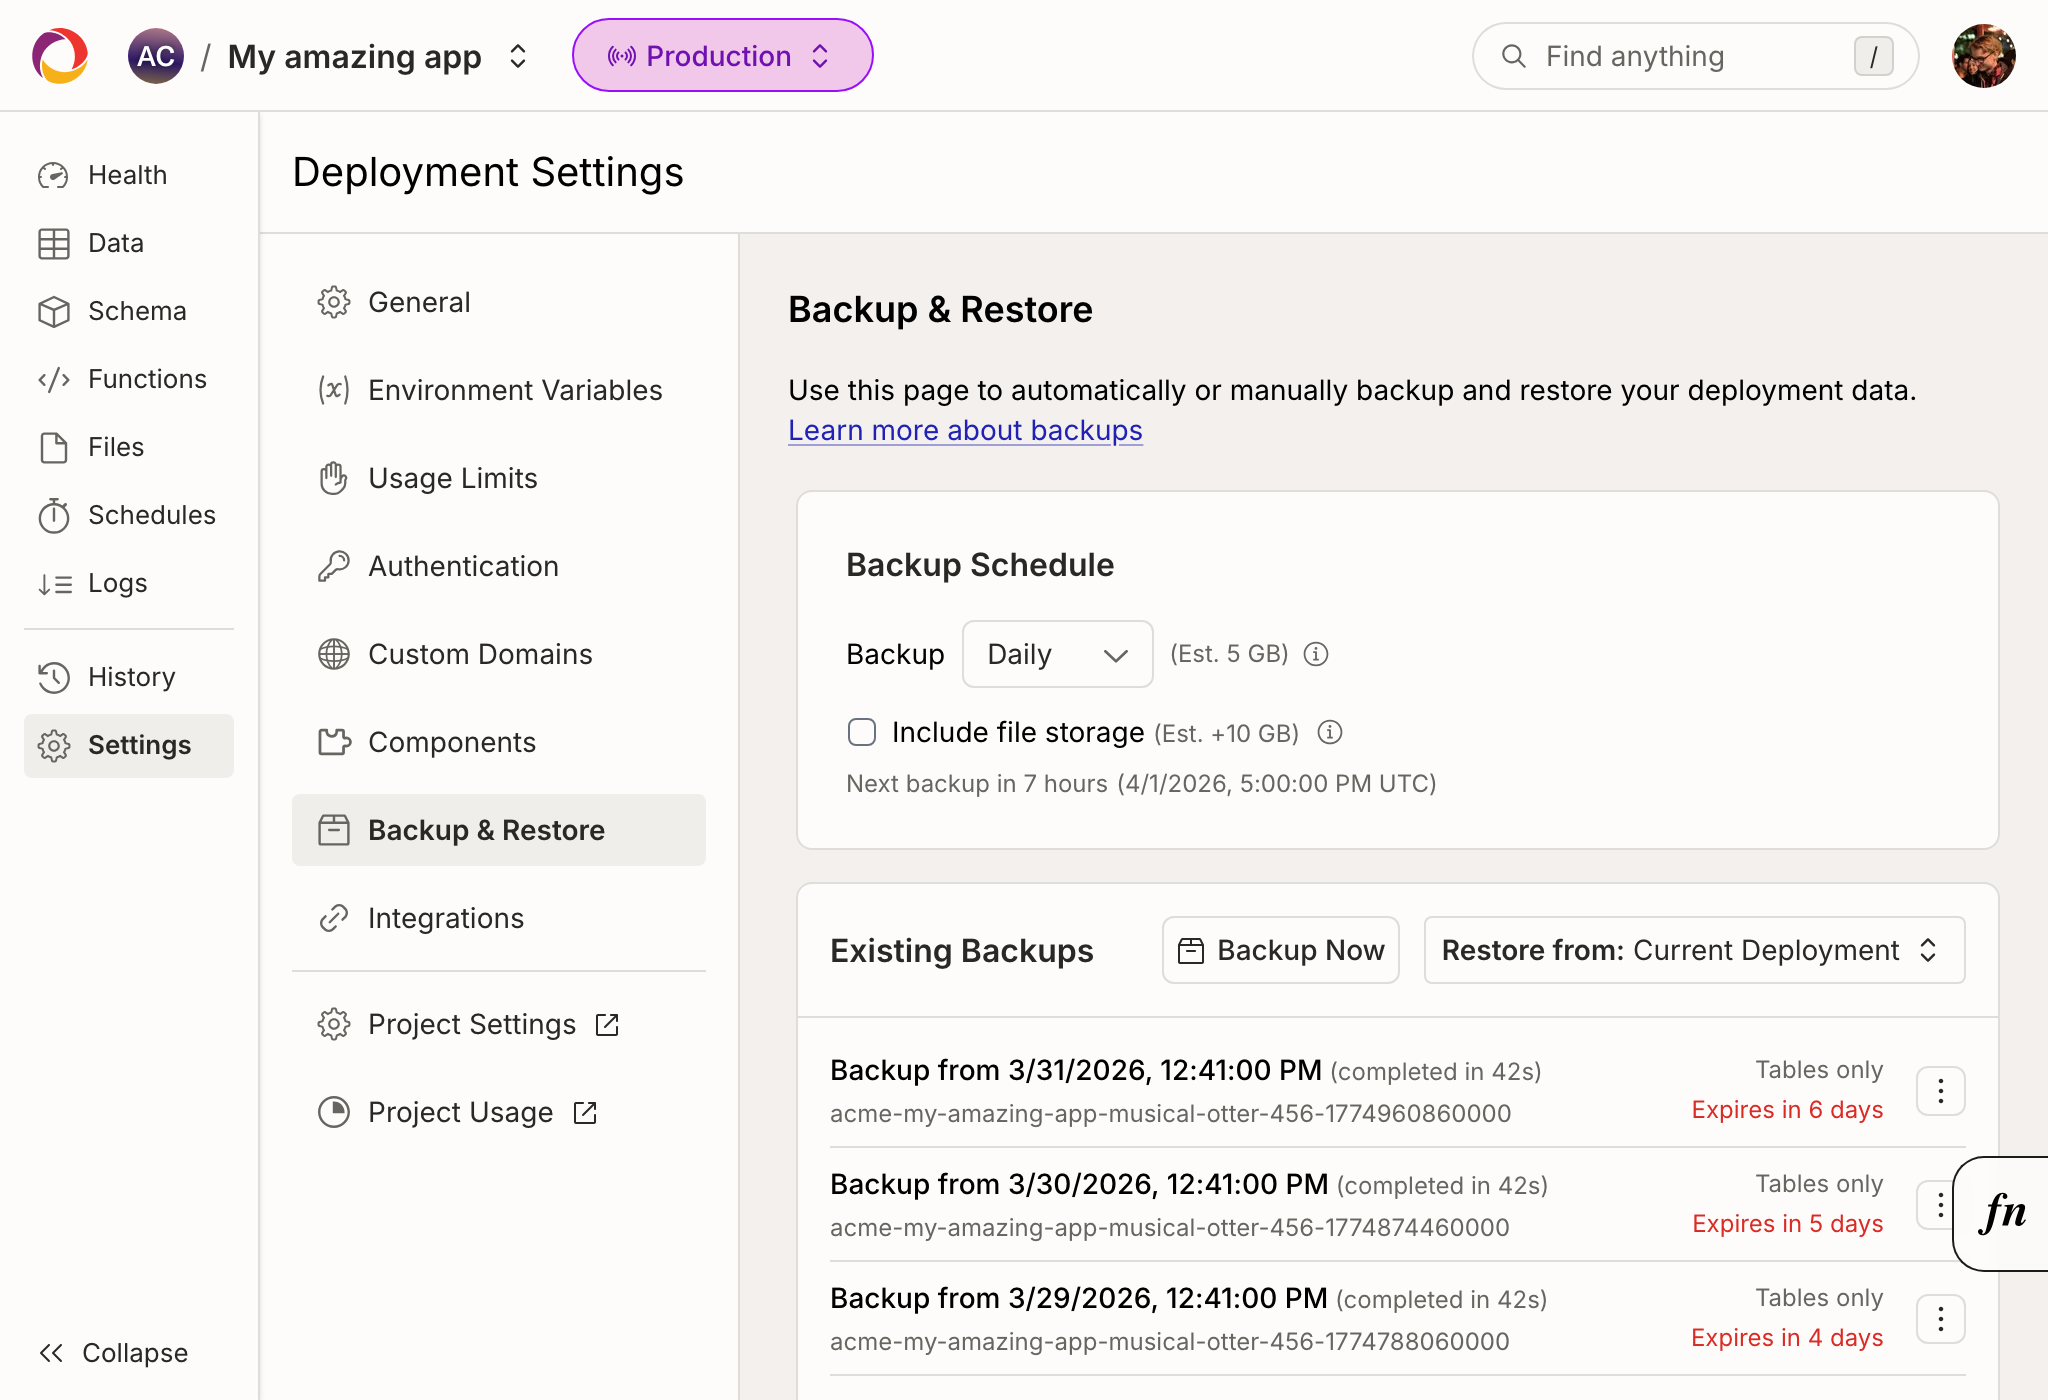 AC / My amazing app
Production
Find anything
/
Health
Data
Schema
Functions
Files
Schedules
Logs
History
Settings
Collapse
Deployment Settings
General
Environment Variables
Usage Limits
Authentication
Custom Domains
Components
Backup & Restore
Integrations
Project Settings
Project Usage
Backup & Restore
Use this page to automatically or manually backup and restore your deployment data.
Learn more about backups
Backup Schedule
Backup Daily (Est. 5 GB)
Include file storage (Est. +10 GB)
Next backup in 7 hours (4/1/2026, 5:00:00 PM UTC)
Existing Backups
Backup Now
Restore from: Current Deployment
Backup from 3/31/2026, 12:41:00 PM (completed in 42s)
acme-my-amazing-app-musical-otter-456-1774960860000
Tables only
Expires in 6 days
Backup from 3/30/2026, 12:41:00 PM (completed in 42s)
acme-my-amazing-app-musical-otter-456-1774874460000
Tables only
Expires in 5 days
Backup from 3/29/2026, 12:41:00 PM (completed in 42s)
acme-my-amazing-app-musical-otter-456-1774788060000
Tables only
Expires in 4 days
fn